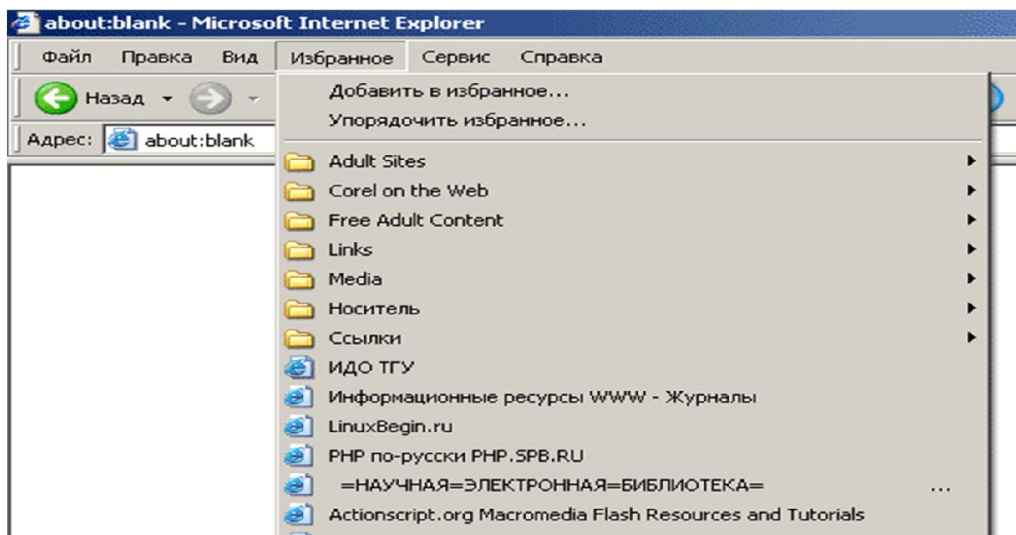 about:blank - Microsoft Internet Explorer
Файл Правка Вид Избранное Сервис Справка
Назад
Добавить в избранное...
Упорядочить избранное...
Адрес: about:blank
Adult Sites
Corel on the Web
Free Adult Content
Links
Media
Носитель
Ссылки
ИДО ТГУ
Информационные ресурсы WWW - Журналы
LinuxBegin.ru
PHP по-русски PHP.SPB.RU
=НАУЧНАЯ=ЭЛЕКТРОННАЯ=БИБЛИОТЕКА= ...
Actionscript.org Macromedia Flash Resources and Tutorials